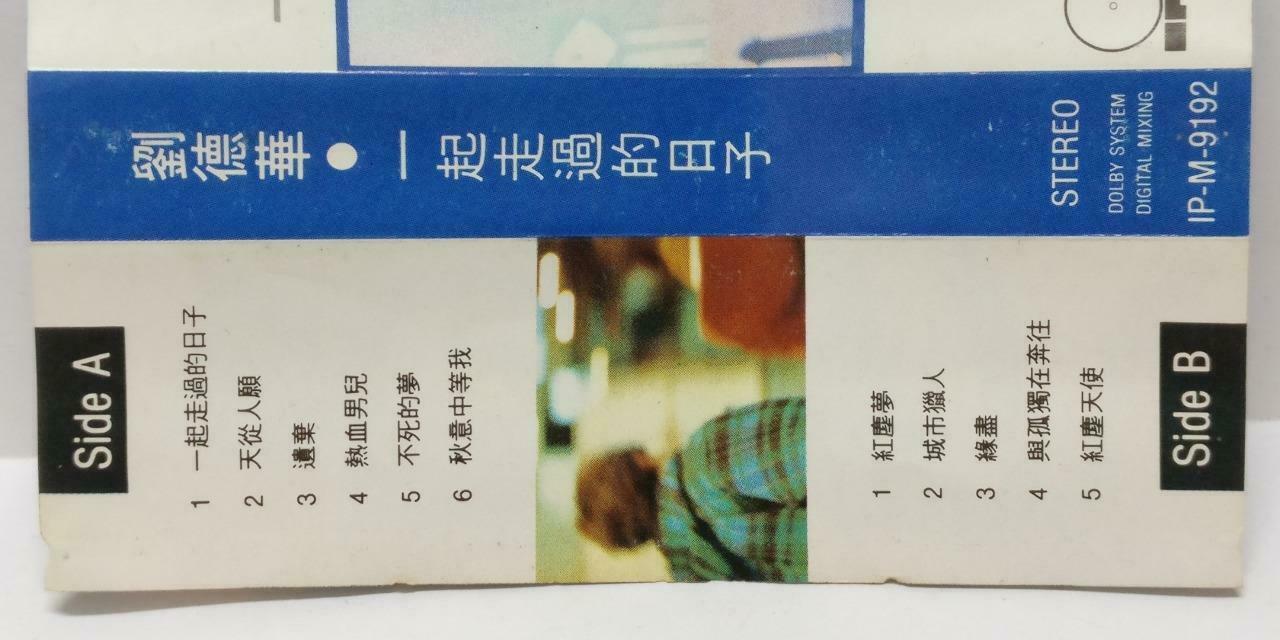 劉德華●一起走過的日子
STEREO
DOLBY SYSTEM
DIGITAL MIXING
IP-M-9192
Side A
1 一起走過的日子
2 天從人願
3 遺棄
4 熱血男兒
5 不死的夢
6 秋意中等我
1 紅塵夢
2 城市獵人
3 緣盡
4 與孤獨在奔往
5 紅塵天使
Side B